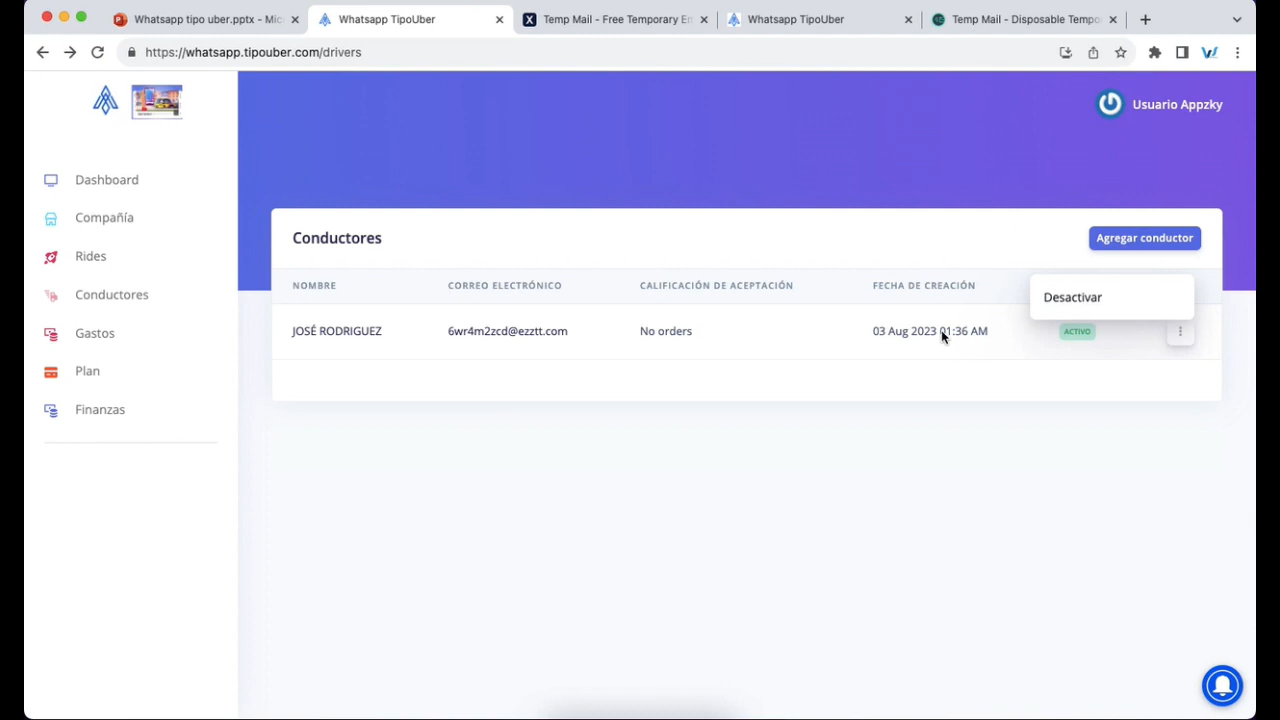 Whatsapp tipo uber.pptx - Mic
Whatsapp TipoUber
Temp Mail - Free Temporary Em
Whatsapp TipoUber
Temp Mail - Disposable Tempo
https://whatsapp.tipouber.com/drivers
Usuario Appzky
Dashboard
Compañía
Rides
Conductores
Gastos
Plan
Finanzas
Conductores
Agregar conductor
NOMBRE
CORREO ELECTRÓNICO
CALIFICACIÓN DE ACEPTACIÓN
FECHA DE CREACIÓN
Desactivar
JOSÉ RODRIGUEZ
6wr4m2zcd@ezztt.com
No orders
03 Aug 2023 01:36 AM
ACTIVO